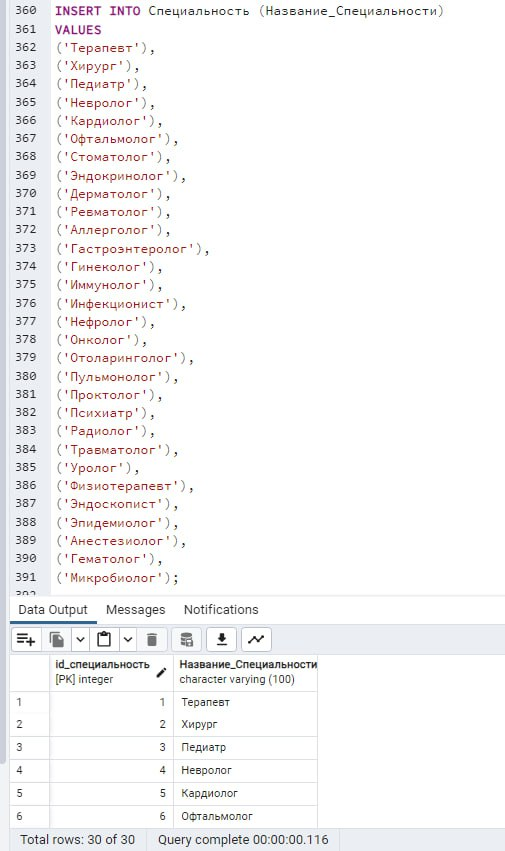 360 INSERT INTO Специальность (Название_Специальности)
361 VALUES
362 ('Терапевт'),
363 ('Хирург'),
364 ('Педиатр'),
365 ('Невролог'),
366 ('Кардиолог'),
367 ('Офтальмолог'),
368 ('Стоматолог'),
369 ('Эндокринолог'),
370 ('Дерматолог'),
371 ('Ревматолог'),
372 ('Аллерголог'),
373 ('Гастроэнтеролог'),
374 ('Гинеколог'),
375 ('Иммунолог'),
376 ('Инфекционист'),
377 ('Нефролог'),
378 ('Онколог'),
379 ('Отоларинголог'),
380 ('Пульмонолог'),
381 ('Проктолог'),
382 ('Психиатр'),
383 ('Радиолог'),
384 ('Травматолог'),
385 ('Уролог'),
386 ('Физиотерапевт'),
387 ('Эндоскопист'),
388 ('Эпидемиолог'),
389 ('Анестезиолог'),
390 ('Гематолог'),
391 ('Микробиолог');
392
Data Output Messages Notifications
id_специальность Название_Специальности
[PK] integer character varying (100)
1 1 Терапевт
2 2 Хирург
3 3 Педиатр
4 4 Невролог
5 5 Кардиолог
6 6 Офтальмолог
Total rows: 30 of 30 Query complete 00:00:00.116